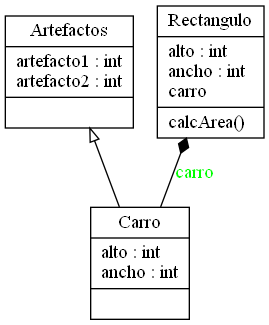 Artefactos
artefacto1 : int
artefacto2 : int
Rectangulo
alto : int
ancho : int
carro
calcArea()
carro
Carro
alto : int
ancho : int